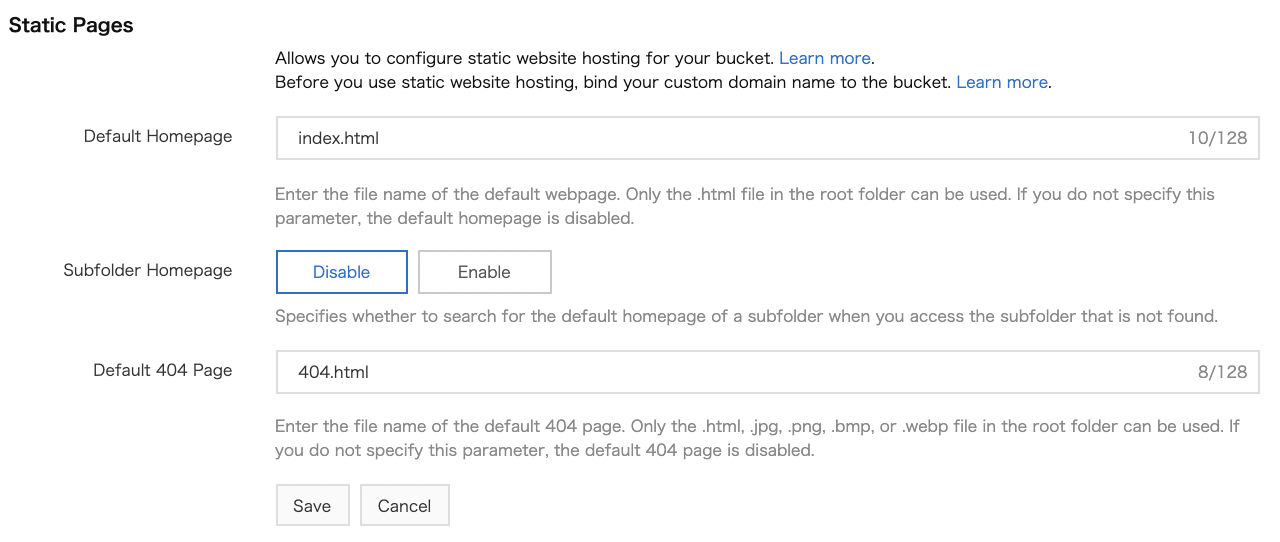 Static Pages
Allows you to configure static website hosting for your bucket. Learn more.
Before you use static website hosting, bind your custom domain name to the bucket. Learn more.
Default Homepage
index.html 10/128
Enter the file name of the default webpage. Only the .html file in the root folder can be used. If you do not specify this
parameter, the default homepage is disabled.
Subfolder Homepage
Disable Enable
Specifies whether to search for the default homepage of a subfolder when you access the subfolder that is not found.
Default 404 Page
404.html 8/128
Enter the file name of the default 404 page. Only the .html, .jpg, .png, .bmp, or .webp file in the root folder can be used. If
you do not specify this parameter, the default 404 page is disabled.
Save Cancel